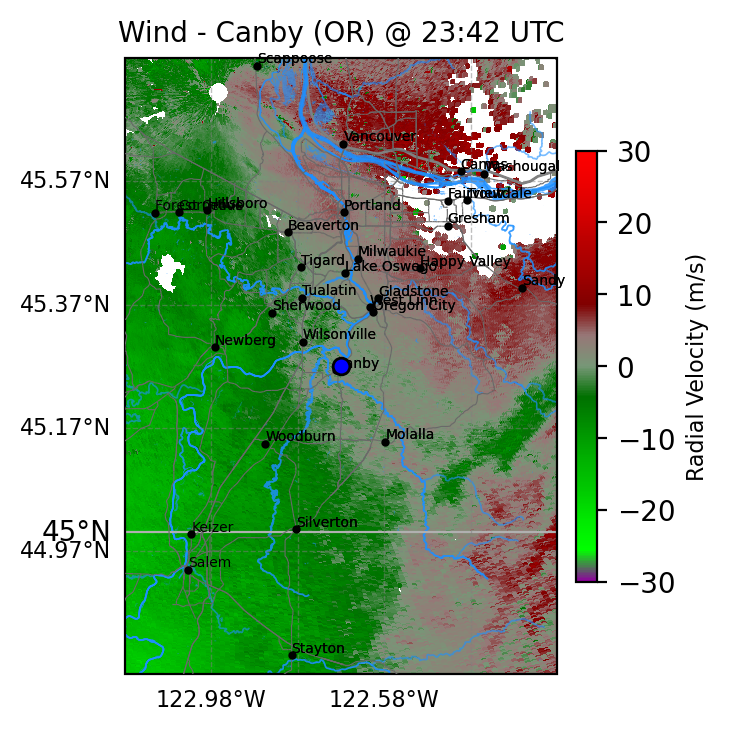 Wind - Canby (OR) @ 23:42 UTC
Scappoose
Vancouver
Camas
Washougal
45.57°N
Fairview
Troutdale
Forest Grove
Cornelius
Hillsboro
Portland
Gresham
Beaverton
Milwaukie
Tigard
Lake Oswego
Happy Valley
Sandy
Tualatin
Gladstone
45.37°N
Sherwood
West Linn
Oregon City
Newberg
Wilsonville
Canby
45.17°N
Woodburn
Molalla
45°N
Keizer
Silverton
44.97°N
Salem
Stayton
122.98°W
122.58°W
30
20
10
0
−10
−20
−30
Radial Velocity (m/s)